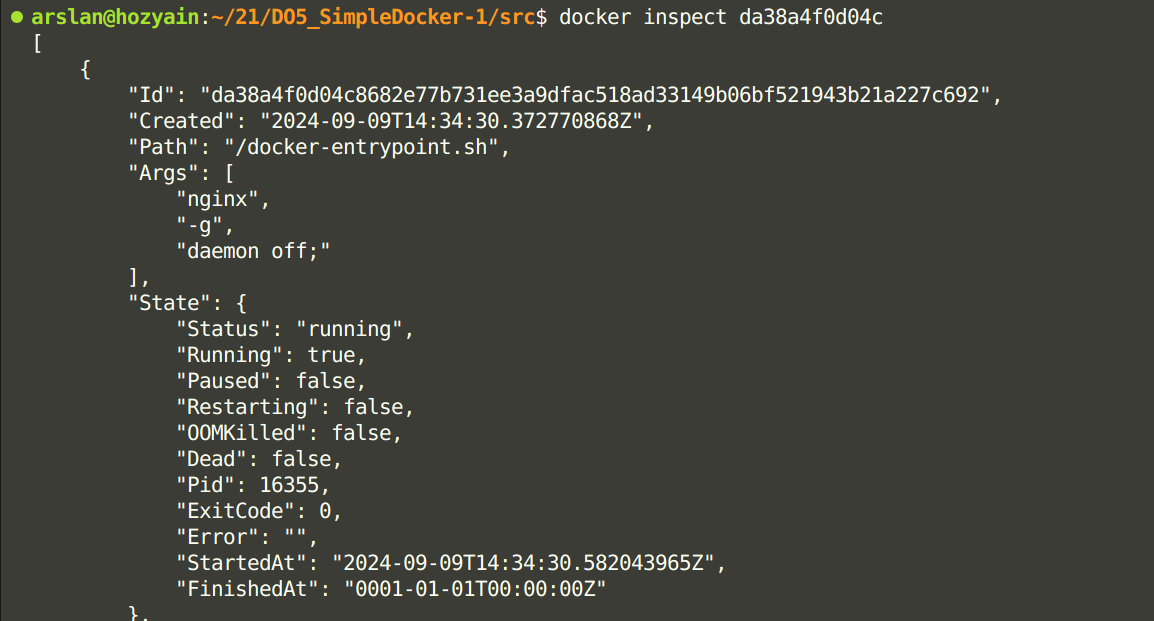 arslan@hozyain:~/21/DO5_SimpleDocker-1/src$ docker inspect da38a4f0d04c
[
    {
        "Id": "da38a4f0d04c8682e77b731ee3a9dfac518ad33149b06bf521943b21a227c692",
        "Created": "2024-09-09T14:34:30.372770868Z",
        "Path": "/docker-entrypoint.sh",
        "Args": [
            "nginx",
            "-g",
            "daemon off;"
        ],
        "State": {
            "Status": "running",
            "Running": true,
            "Paused": false,
            "Restarting": false,
            "OOMKilled": false,
            "Dead": false,
            "Pid": 16355,
            "ExitCode": 0,
            "Error": "",
            "StartedAt": "2024-09-09T14:34:30.582043965Z",
            "FinishedAt": "0001-01-01T00:00:00Z"
        },